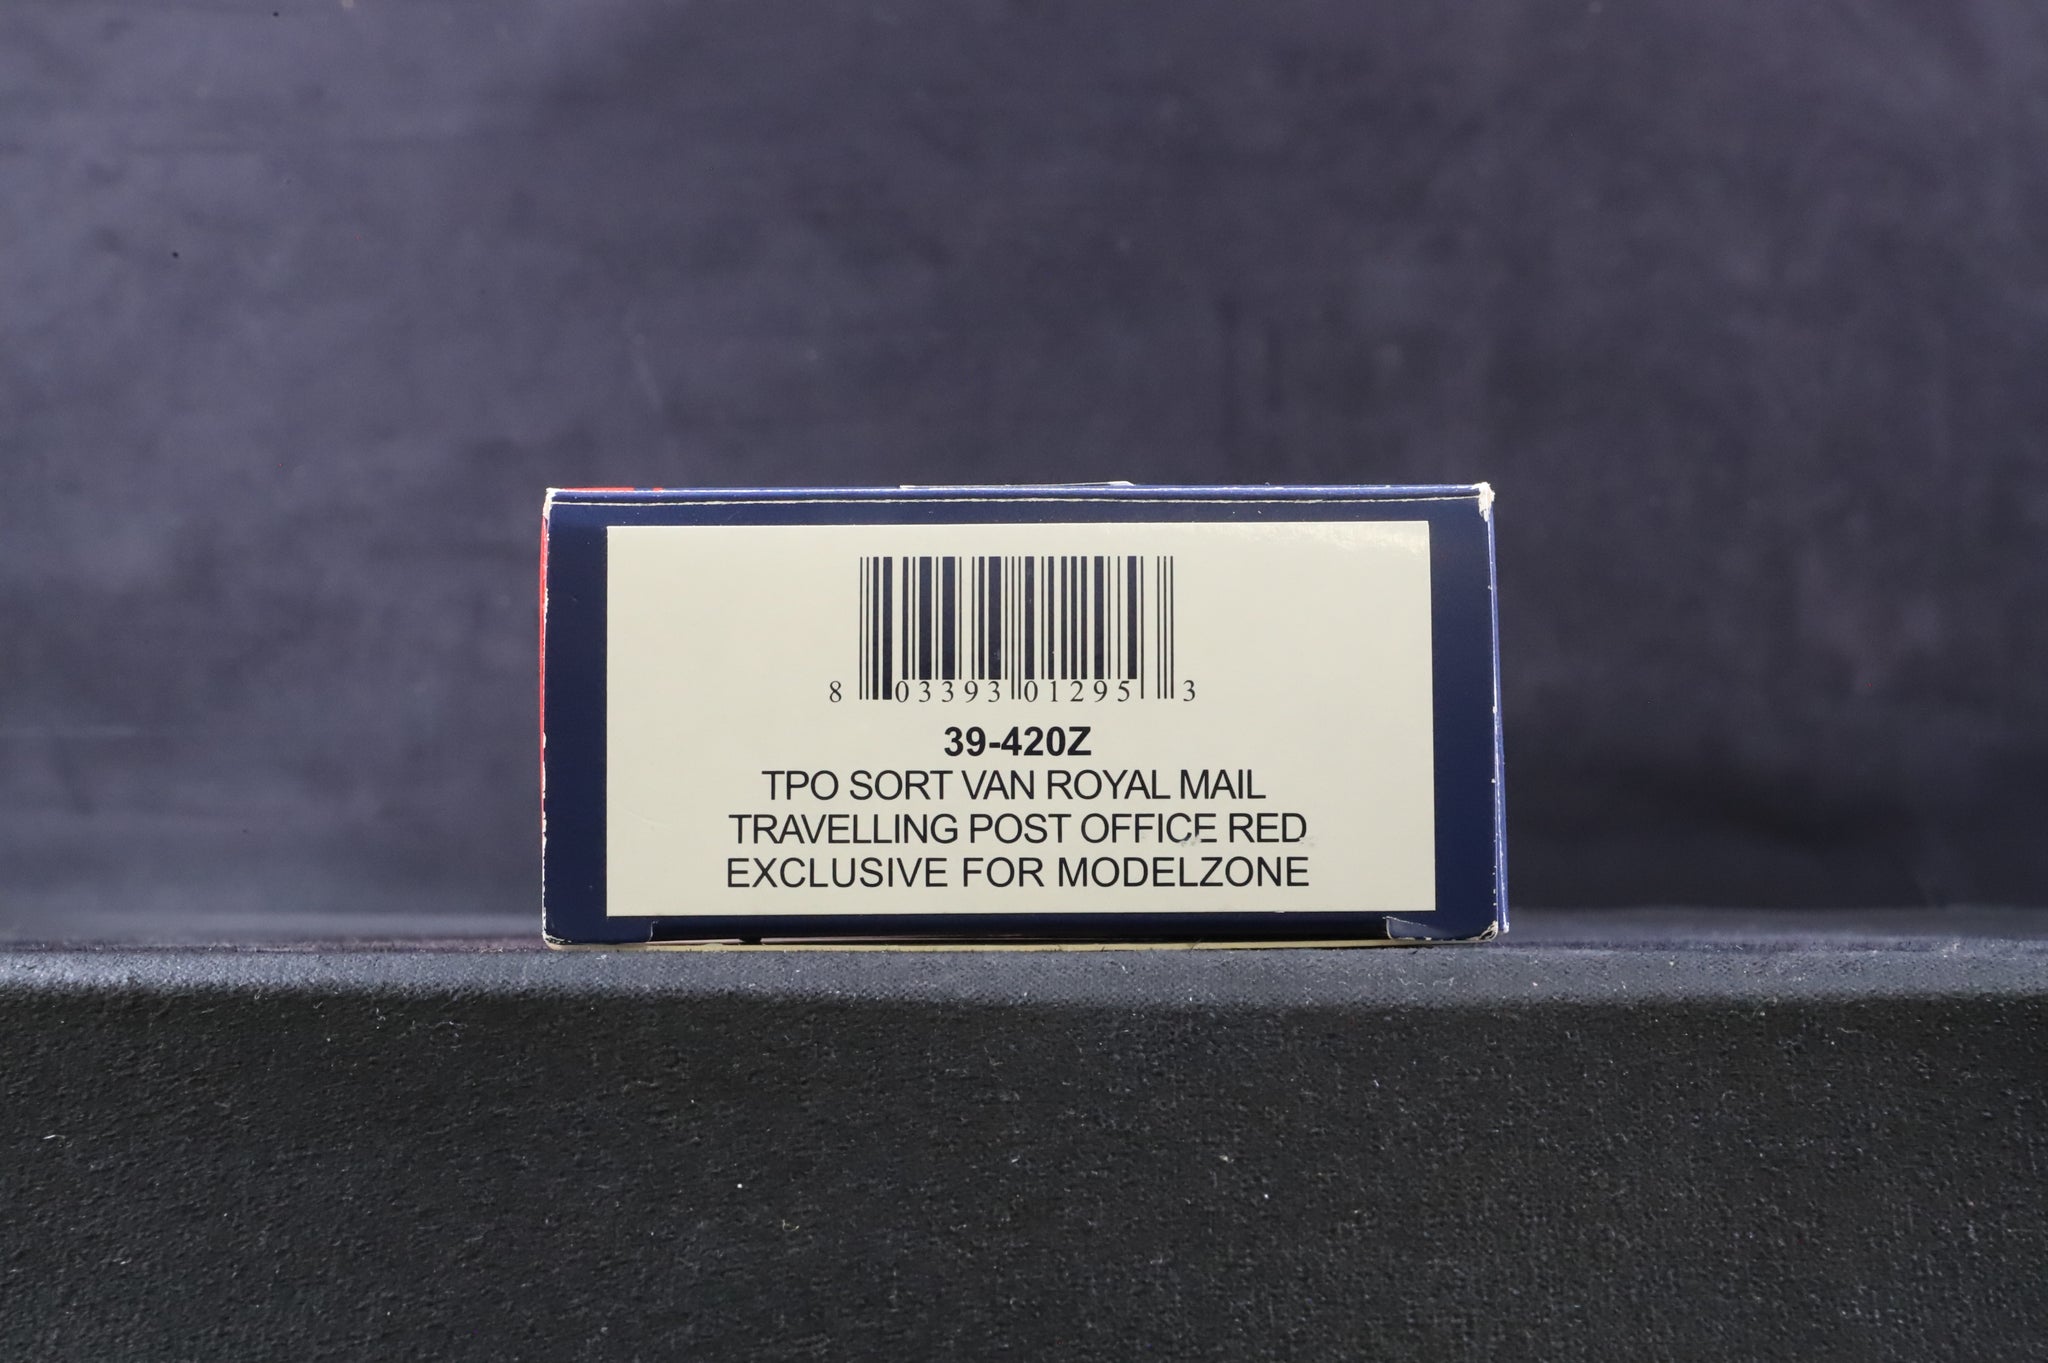 8 03393 01295 3
39-420Z
TPO SORT VAN ROYAL MAIL
TRAVELLING POST OFFICE RED
EXCLUSIVE FOR MODELZONE